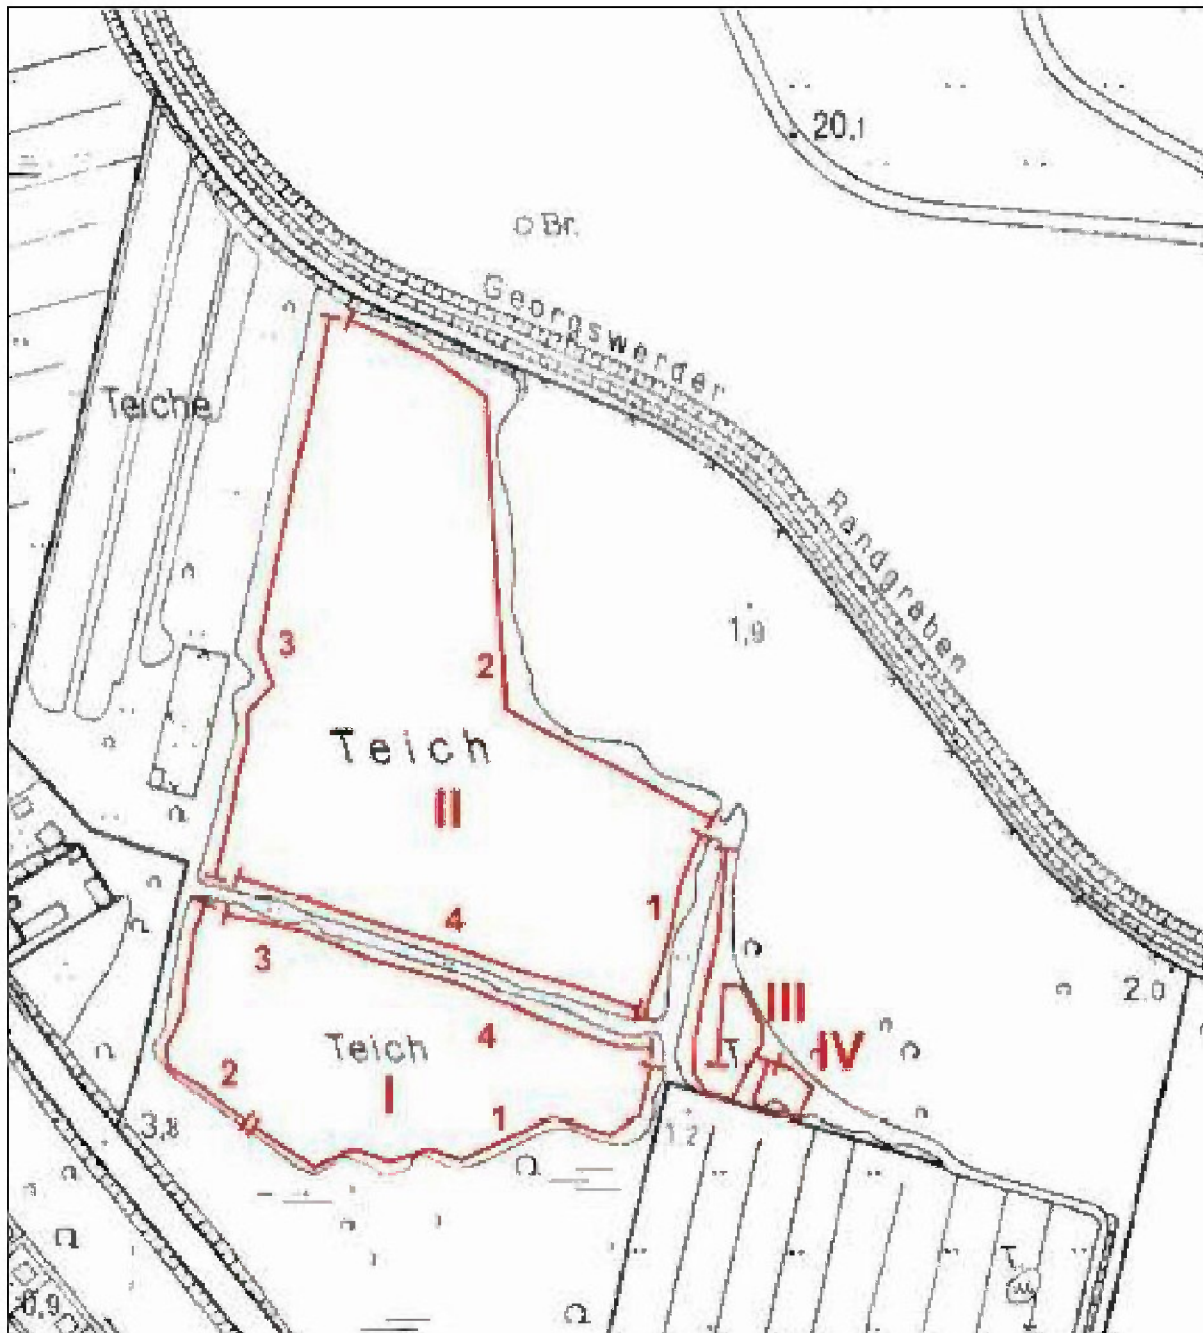 20,1
Br.
Georgswerder
Randgraben
Teiche
1,9
3
2
Teich
II
1
4
3
2,0
III
IV
T.
Teich
4
I
2
1
3,8
1.2
T.
0,9